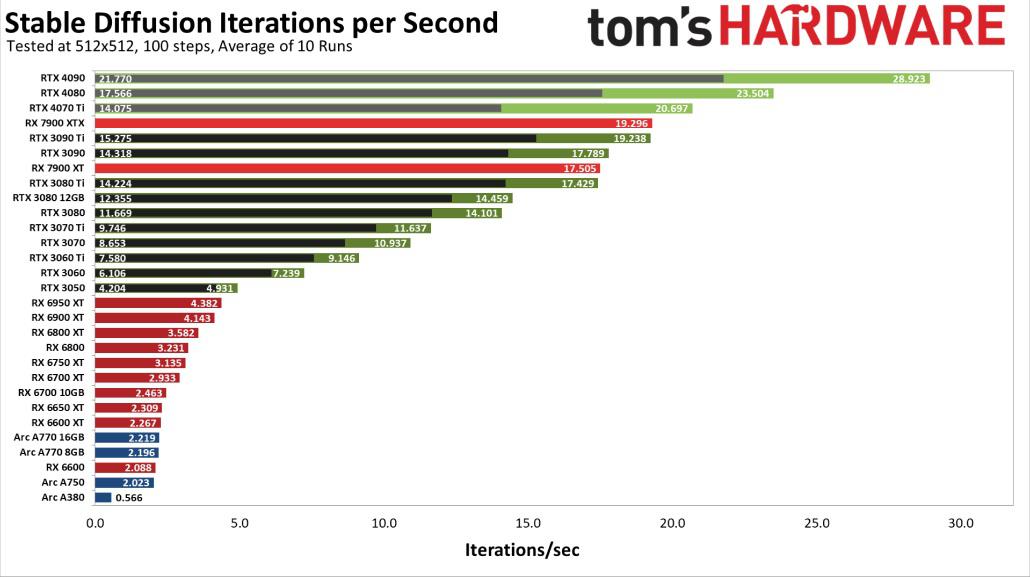 Stable Diffusion Iterations per Second
Tested at 512x512, 100 steps, Average of 10 Runs
tom's HARDWARE
RTX 4090 21.770 28.923
RTX 4080 17.566 23.504
RTX 4070 Ti 14.075 20.697
RX 7900 XTX 19.296
RTX 3090 Ti 15.275 19.238
RTX 3090 14.318 17.789
RX 7900 XT 17.505
RTX 3080 Ti 14.224 17.429
RTX 3080 12GB 12.355 14.459
RTX 3080 11.669 14.101
RTX 3070 Ti 9.746 11.637
RTX 3070 8.653 10.937
RTX 3060 Ti 7.580 9.146
RTX 3060 6.106 7.239
RTX 3050 4.204 4.931
RX 6950 XT 4.382
RX 6900 XT 4.143
RX 6800 XT 3.582
RX 6800 3.231
RX 6750 XT 3.135
RX 6700 XT 2.933
RX 6700 10GB 2.463
RX 6650 XT 2.309
RX 6600 XT 2.267
Arc A770 16GB 2.219
Arc A770 8GB 2.196
RX 6600 2.088
Arc A750 2.023
Arc A380 0.566
0.0 5.0 10.0 15.0 20.0 25.0 30.0
Iterations/sec